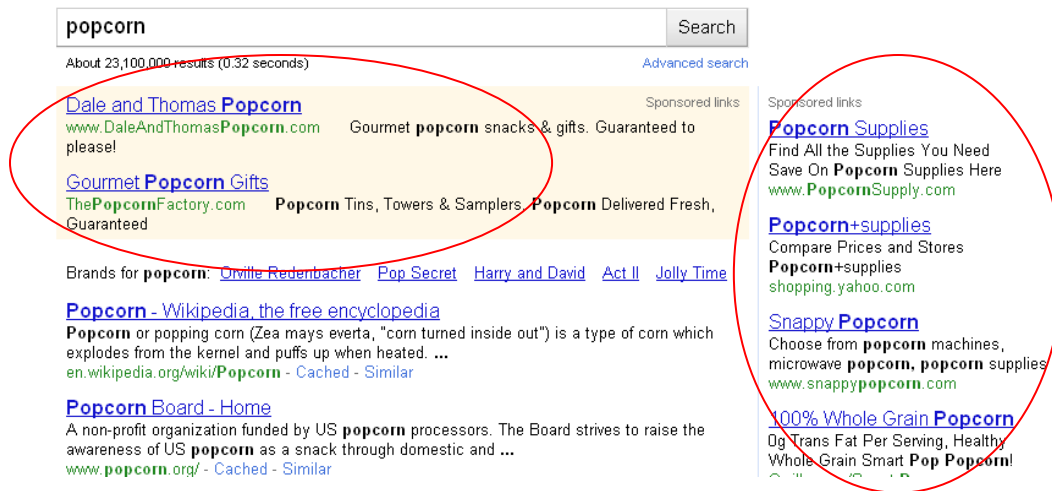 popcorn
Search
About 23,100,000 results (0.32 seconds)
Advanced search
Dale and Thomas Popcorn
Sponsored links
www.DaleAndThomasPopcorn.com Gourmet popcorn snacks & gifts. Guaranteed to
please!
Gourmet Popcorn Gifts
ThePopcornFactory.com Popcorn Tins, Towers & Samplers. Popcorn Delivered Fresh,
Guaranteed
Brands for popcorn: Orville Redenbacher Pop Secret Harry and David Act II Jolly Time
Popcorn - Wikipedia, the free encyclopedia
Popcorn or popping corn (Zea mays everta, "corn turned inside out") is a type of corn which
explodes from the kernel and puffs up when heated. ...
en.wikipedia.org/wiki/Popcorn - Cached - Similar
Popcorn Board - Home
A non-profit organization funded by US popcorn processors. The Board strives to raise the
awareness of US popcorn as a snack through domestic and ...
www.popcorn.org/ - Cached - Similar
Sponsored links
Popcorn Supplies
Find All the Supplies You Need
Save On Popcorn Supplies Here
www.PopcornSupply.com
Popcorn+supplies
Compare Prices and Stores
Popcorn+supplies
shopping.yahoo.com
Snappy Popcorn
Choose from popcorn machines,
microwave popcorn, popcorn supplies
www.snappypopcorn.com
100% Whole Grain Popcorn
0g Trans Fat Per Serving, Healthy
Whole Grain Smart Pop Popcorn!